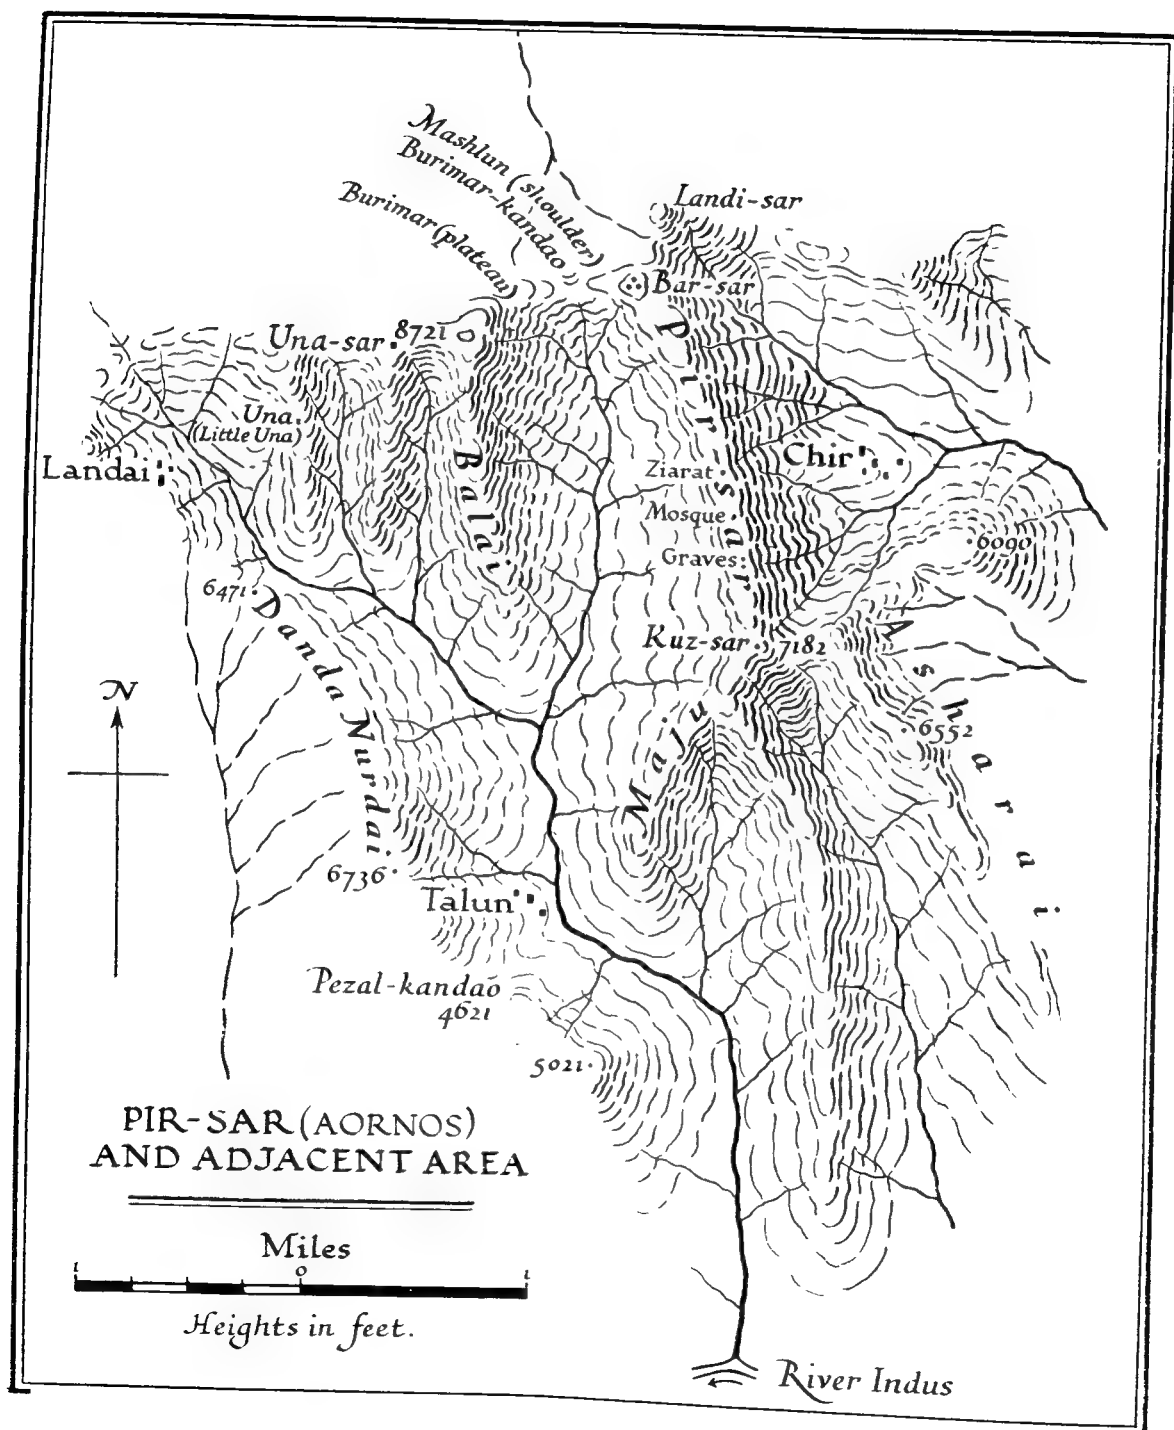 Mashlun (shoulder)
Burimar-kandao
Burimar (plateau)
Landi-sar
Bar-sar
Pir-sar
Una-sar 8721
Una
(Little Una)
Landai
Balai
Ziarat
Chir
Mosque
Graves
6090
6471
Danda Nurdai
Kuz-sar 7182
Asharai
N
Maju
6552
6736
Talun
Pezal-kandao
4621
5021
PIR-SAR (AORNOS)
AND ADJACENT AREA
Miles
1 0 1
Heights in feet.
River Indus